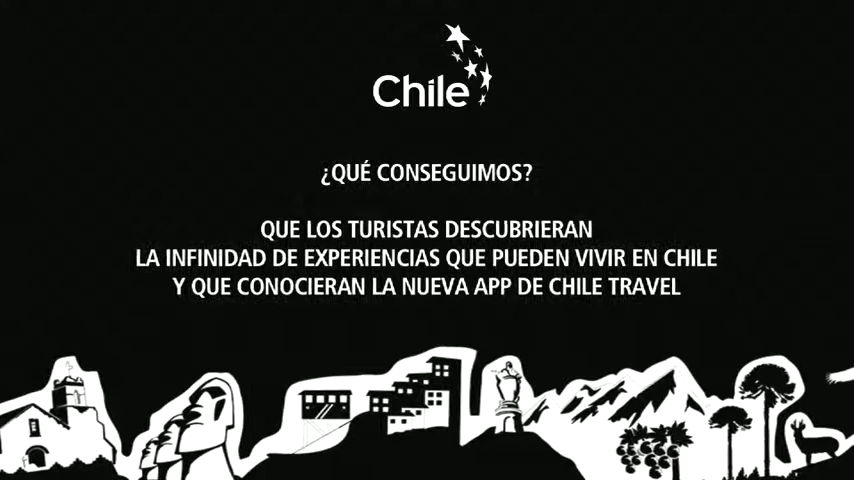 Chile
¿QUÉ CONSEGUIMOS?
QUE LOS TURISTAS DESCUBRIERAN
LA INFINIDAD DE EXPERIENCIAS QUE PUEDEN VIVIR EN CHILE
Y QUE CONOCIERAN LA NUEVA APP DE CHILE TRAVEL